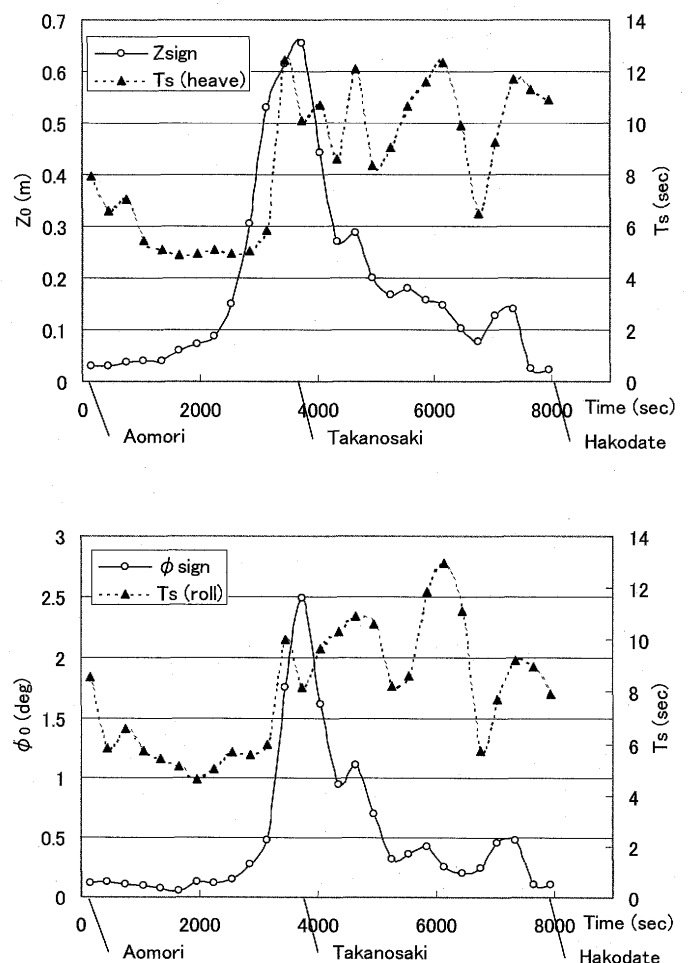 0.7
0.6
0.5
0.4
0.3
0.2
0.1
0
Z0 (m)
Zsign
Ts (heave)
14
12
10
8
6
4
2
0
Ts (sec)
0 2000 4000 6000 8000 Time (sec)
Aomori Takanosaki Hakodate
3
2.5
2
1.5
1
0.5
0
ϕ0 (deg)
ϕ sign
Ts (roll)
14
12
10
8
6
4
2
0
Ts (sec)
0 2000 4000 6000 8000 Time (sec)
Aomori Takanosaki Hakodate